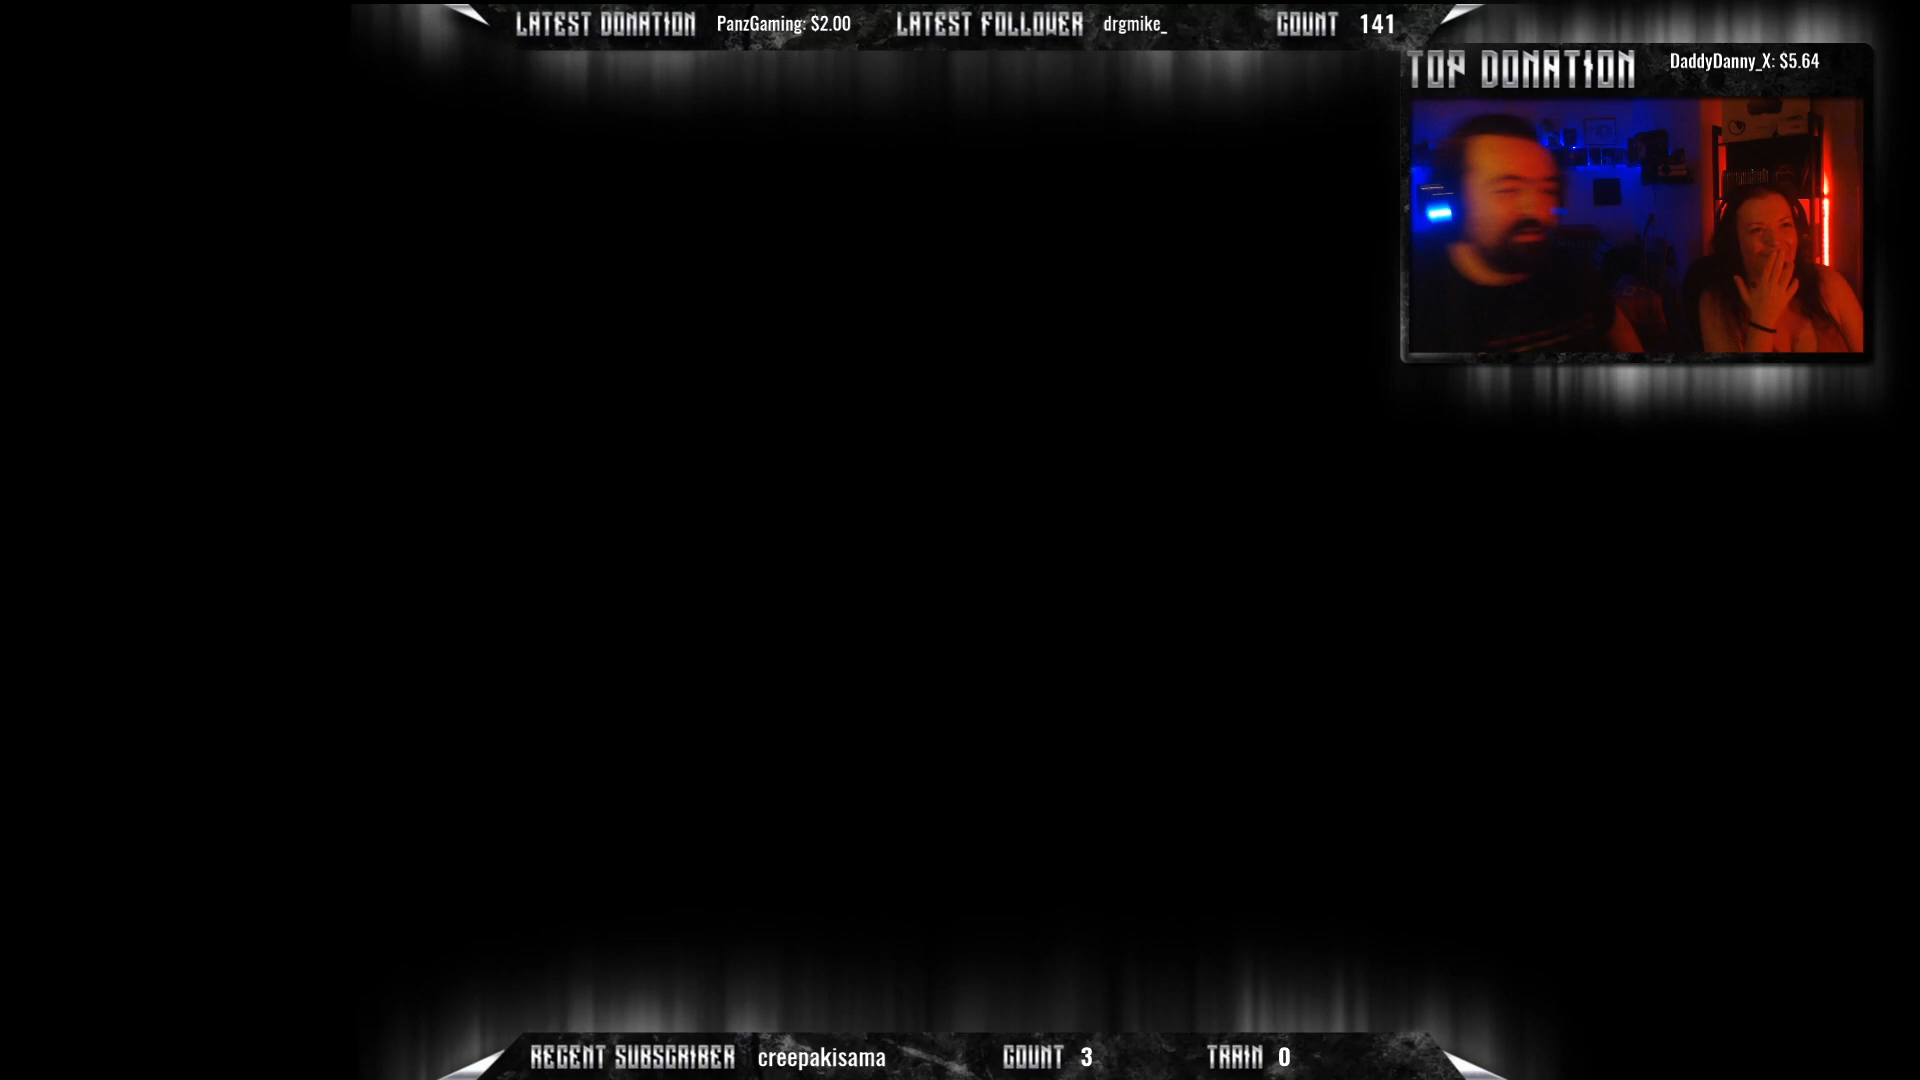 LATEST DONATION PanzGaming: $2.00 LATEST FOLLOWER drgmike_ COUNT 141
TOP DONATION DaddyDanny_X: $5.64
RECENT SUBSCRIBER creepakisama COUNT 3 TRAIN 0